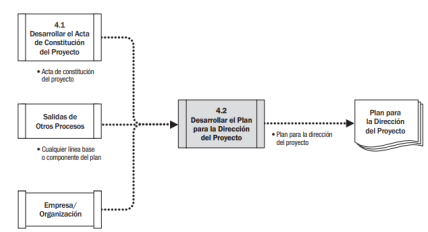 4.1
Desarrollar el Acta
de Constitución
del Proyecto
• Acta de constitución
del proyecto
Salidas de
Otros Procesos
• Cualquier línea base
o componente del plan
Empresa/
Organización
4.2
Desarrollar el Plan
para la Dirección
del Proyecto
• Plan para la dirección
del proyecto
Plan para
la Dirección
del Proyecto